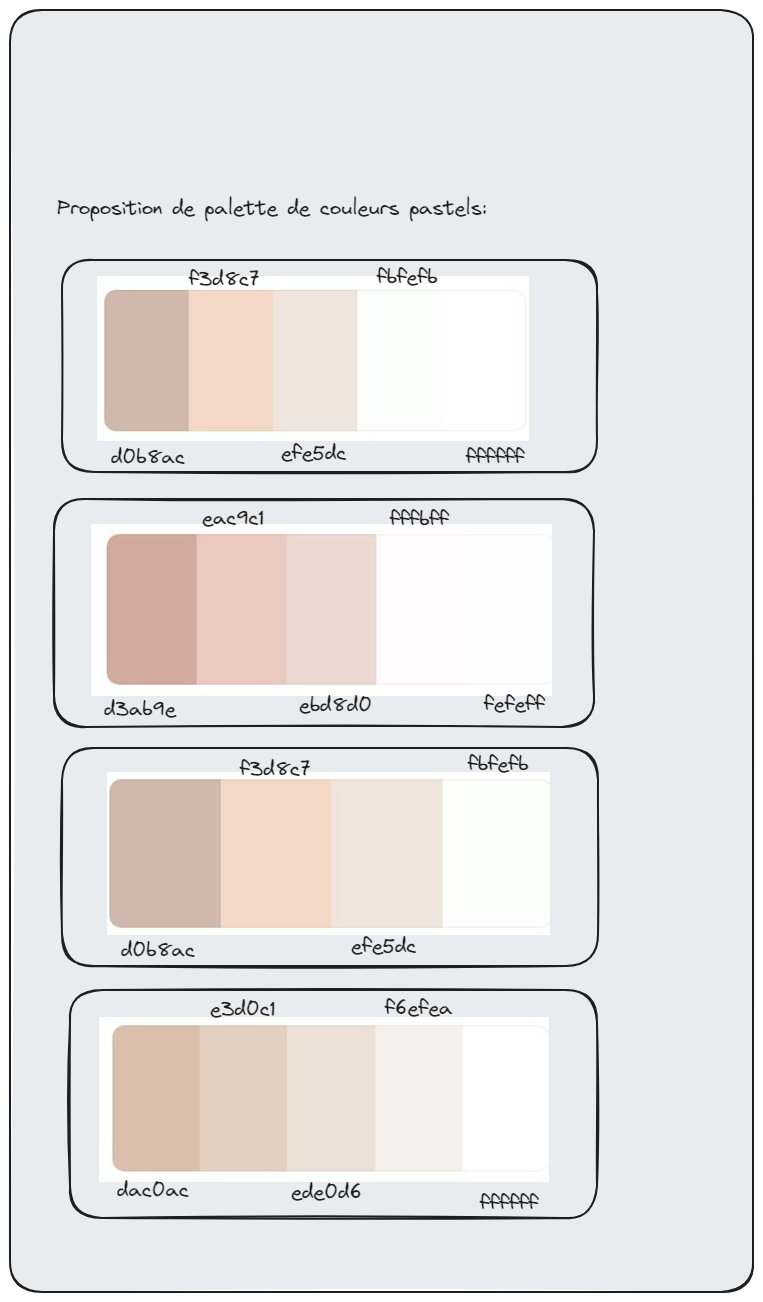 Proposition de palette de couleurs pastels:
f3d8c7 fbfefb
d0b8ac efe5dc ffffff
eac9c1 fffbff
d3ab9e ebd8d0 fefeff
f3d8c7 fbfefb
d0b8ac efe5dc
e3d0c1 f6efea
dac0ac ede0d6 ffffff